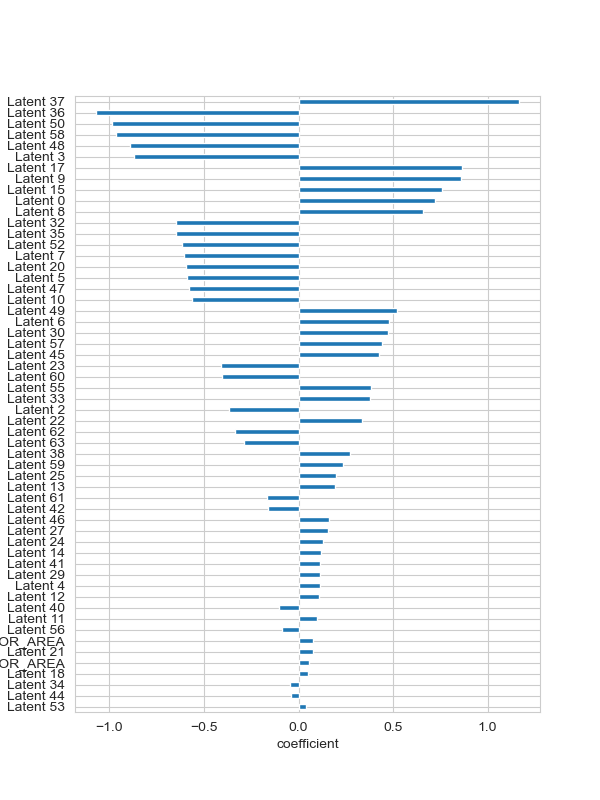 Latent 37
Latent 36
Latent 50
Latent 58
Latent 48
Latent 3
Latent 17
Latent 9
Latent 15
Latent 0
Latent 8
Latent 32
Latent 35
Latent 52
Latent 7
Latent 20
Latent 5
Latent 47
Latent 10
Latent 49
Latent 6
Latent 30
Latent 57
Latent 45
Latent 23
Latent 60
Latent 55
Latent 33
Latent 2
Latent 22
Latent 62
Latent 63
Latent 38
Latent 59
Latent 25
Latent 13
Latent 61
Latent 42
Latent 46
Latent 27
Latent 24
Latent 14
Latent 41
Latent 29
Latent 4
Latent 12
Latent 40
Latent 11
Latent 56
OR_AREA
Latent 21
OR_AREA
Latent 18
Latent 34
Latent 44
Latent 53
−1.0 −0.5 0.0 0.5 1.0
coefficient